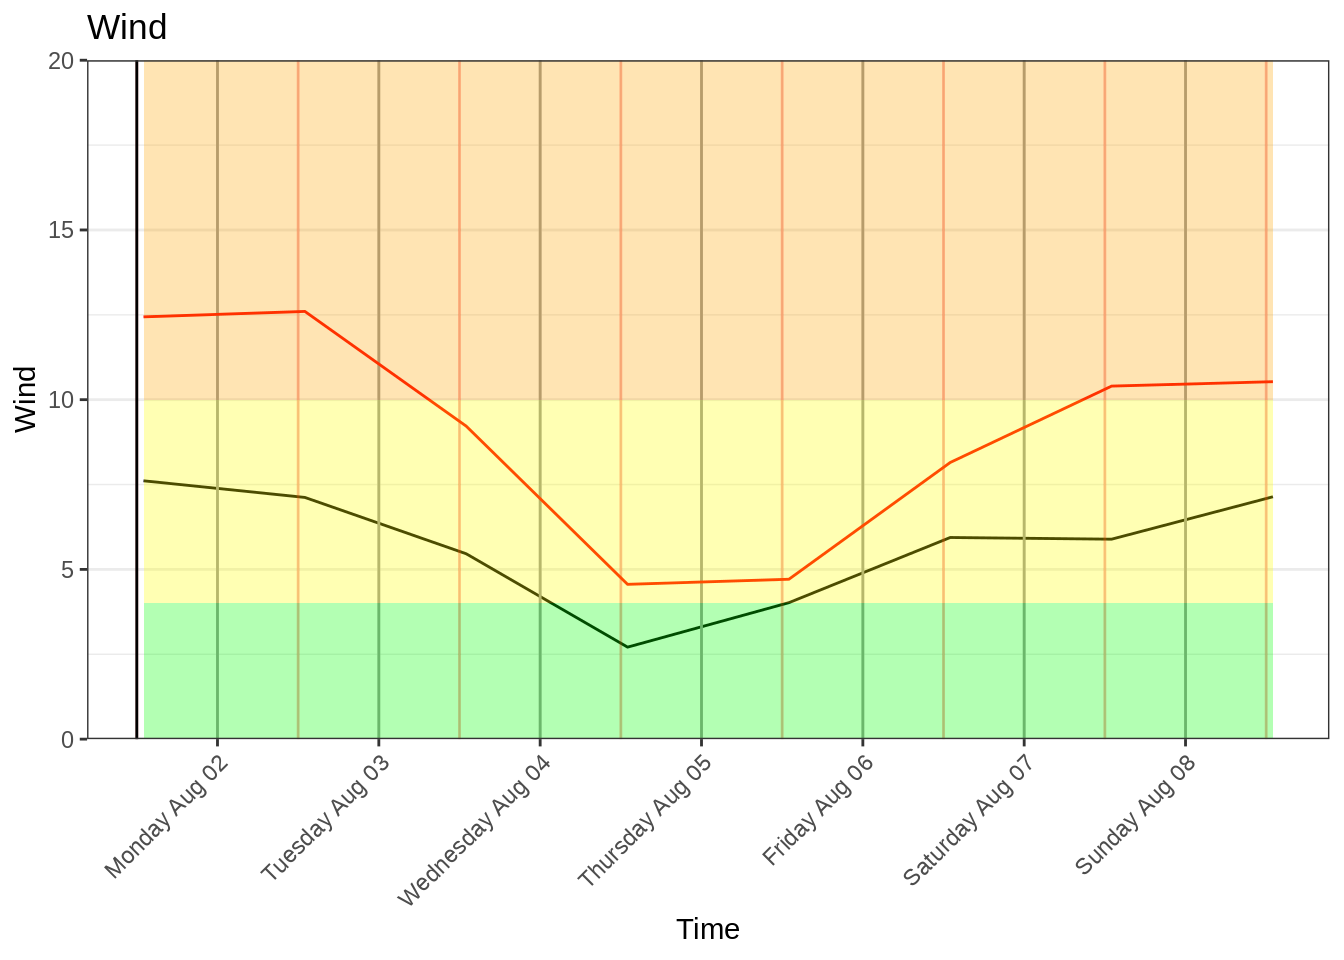 Wind
20
15
10
5
0
Wind
Monday Aug 02
Tuesday Aug 03
Wednesday Aug 04
Thursday Aug 05
Friday Aug 06
Saturday Aug 07
Sunday Aug 08
Time